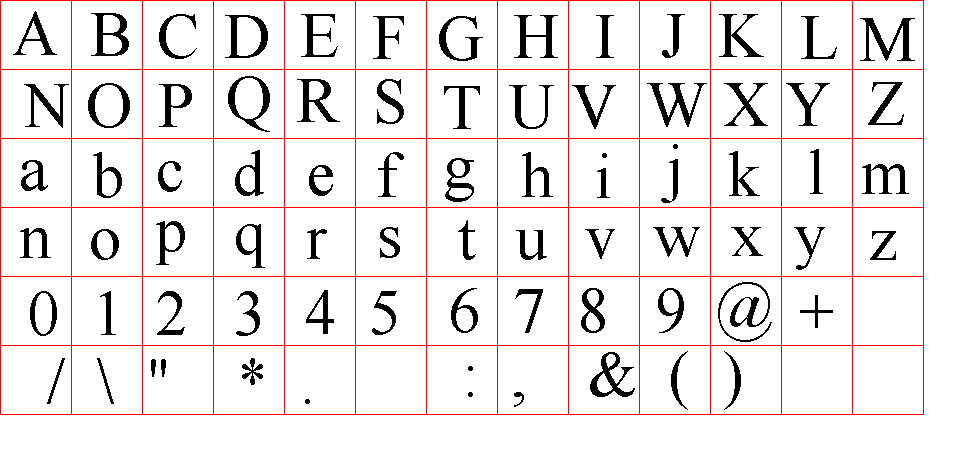 A B C D E F G H I J K L M
N O P Q R S T U V W X Y Z
a b c d e f g h i j k l m
n o p q r s t u v w x y z
0 1 2 3 4 5 6 7 8 9 @ +
/ \ " * . : , & ( )